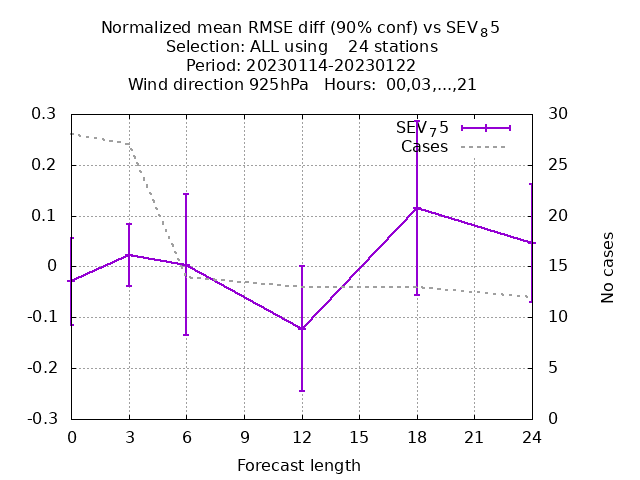 Normalized mean RMSE diff (90% conf) vs SEV₈5
Selection: ALL using    24 stations
Period: 20230114-20230122
Wind direction 925hPa   Hours:  00,03,...,21
SEV₇5
Cases
0.3
0.2
0.1
0
-0.1
-0.2
-0.3
30
25
20
15
10
5
0
No cases
0 3 6 9 12 15 18 21 24
Forecast length